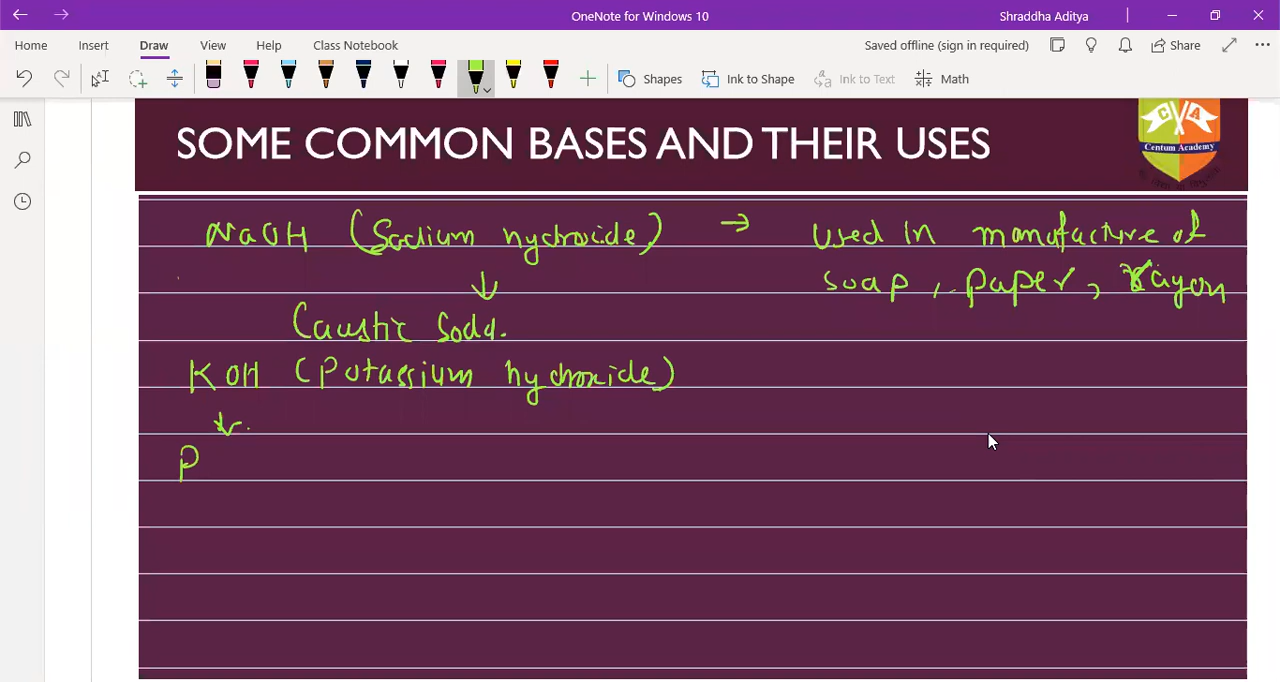 OneNote for Windows 10
Shraddha Aditya
Home Insert Draw View Help Class Notebook
Saved offline (sign in required) Share
Shapes Ink to Shape Ink to Text Math
SOME COMMON BASES AND THEIR USES
CA
Centum Academy
NaOH (Sodium hydroxide) → used in manufacture of
soap, paper, rayon
↓
Caustic Soda.
KOH (Potassium hydroxide)
↓
P